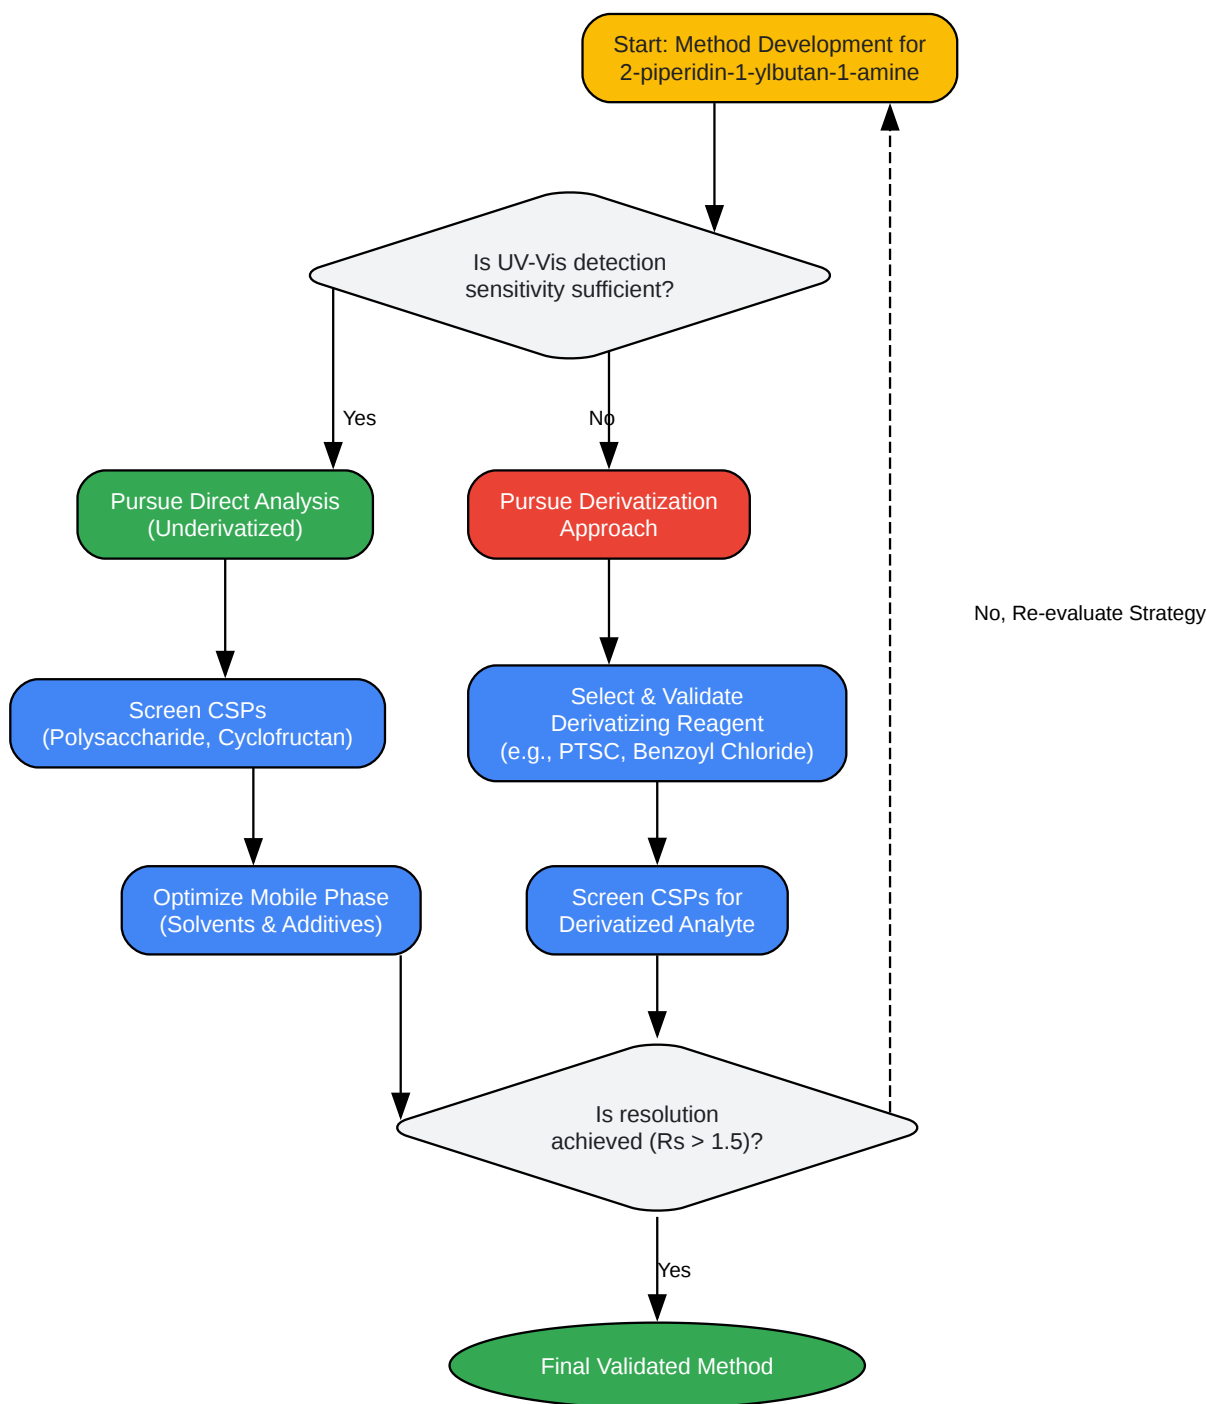 Start: Method Development for
2-piperidin-1-ylbutan-1-amine
Is UV-Vis detection
sensitivity sufficient?
Yes
No
Pursue Direct Analysis
(Underivatized)
Pursue Derivatization
Approach
No, Re-evaluate Strategy
Screen CSPs
(Polysaccharide, Cyclofructan)
Select & Validate
Derivatizing Reagent
(e.g., PTSC, Benzoyl Chloride)
Optimize Mobile Phase
(Solvents & Additives)
Screen CSPs for
Derivatized Analyte
Is resolution
achieved (Rs > 1.5)?
Yes
Final Validated Method